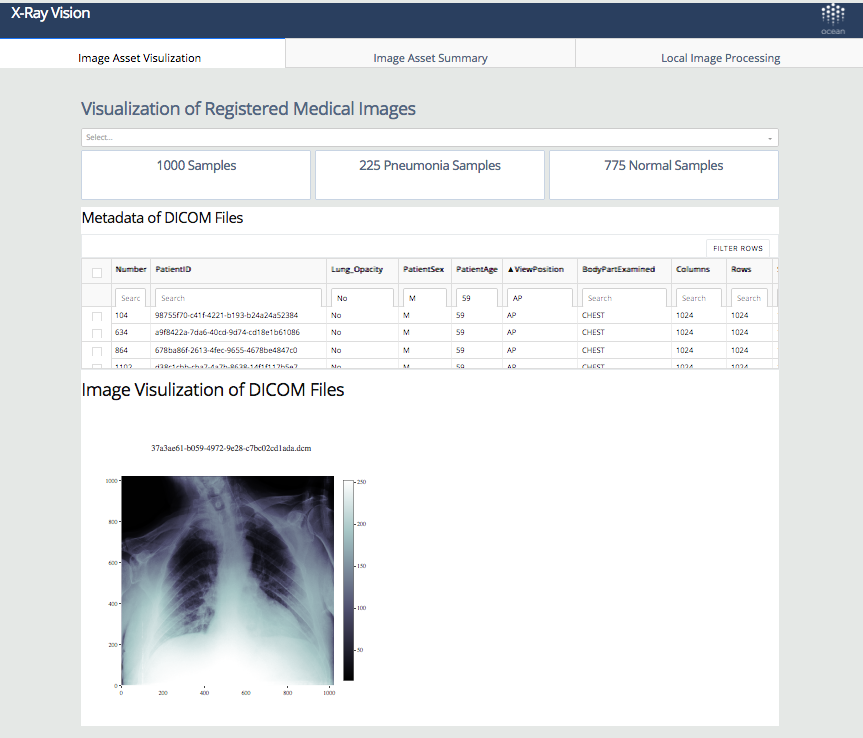 X-Ray Vision
ocean
Image Asset Visulization Image Asset Summary Local Image Processing
Visualization of Registered Medical Images
Select...
1000 Samples 225 Pneumonia Samples 775 Normal Samples
Metadata of DICOM Files
FILTER ROWS
Number PatientID Lung_Opacity PatientSex PatientAge ▲ViewPosition BodyPartExamined Columns Rows
Searc Search No M 59 AP Search Search Search
104 98755f70-c41f-4221-b193-b24a24a52384 No M 59 AP CHEST 1024 1024
634 a9f8422a-7da6-40cd-9d74-cd18e1b61086 No M 59 AP CHEST 1024 1024
864 678ba86f-2613-4fec-9655-4678be4847c0 No M 59 AP CHEST 1024 1024
1102 No M 59 AP CHEST 1024 1024
Image Visulization of DICOM Files
37a3ae61-b059-4972-9e28-c7bc02cd1ada.dcm
1000
800
600
400
200
0
0 200 400 600 800 1000
250
200
150
100
50